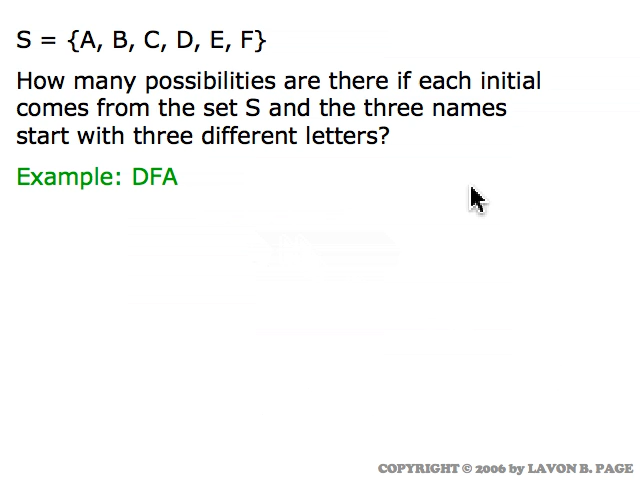 S = {A, B, C, D, E, F}
How many possibilities are there if each initial
comes from the set S and the three names
start with three different letters?
Example: DFA
COPYRIGHT © 2006 by LAVON B. PAGE